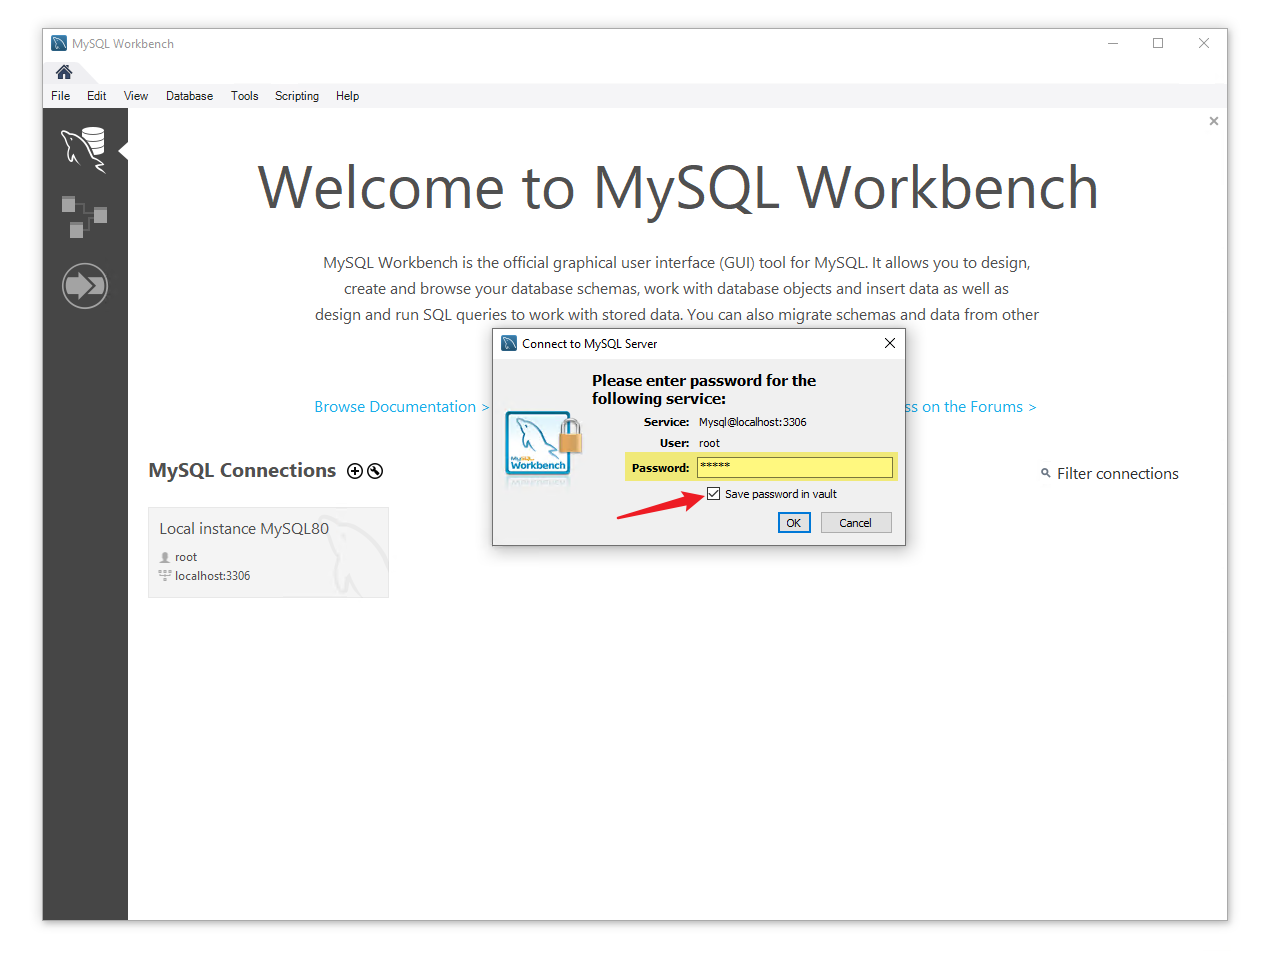 MySQL Workbench
File Edit View Database Tools Scripting Help
Welcome to MySQL Workbench
MySQL Workbench is the official graphical user interface (GUI) tool for MySQL. It allows you to design,
create and browse your database schemas, work with database objects and insert data as well as
design and run SQL queries to work with stored data. You can also migrate schemas and data from other
Browse Documentation >
on the Forums >
Connect to MySQL Server
Please enter password for the
following service:
Service: Mysql@localhost:3306
User: root
Password: *****
Save password in vault
OK Cancel
MySQL
Workbench
MySQL Connections
Filter connections
Local instance MySQL80
root
localhost:3306